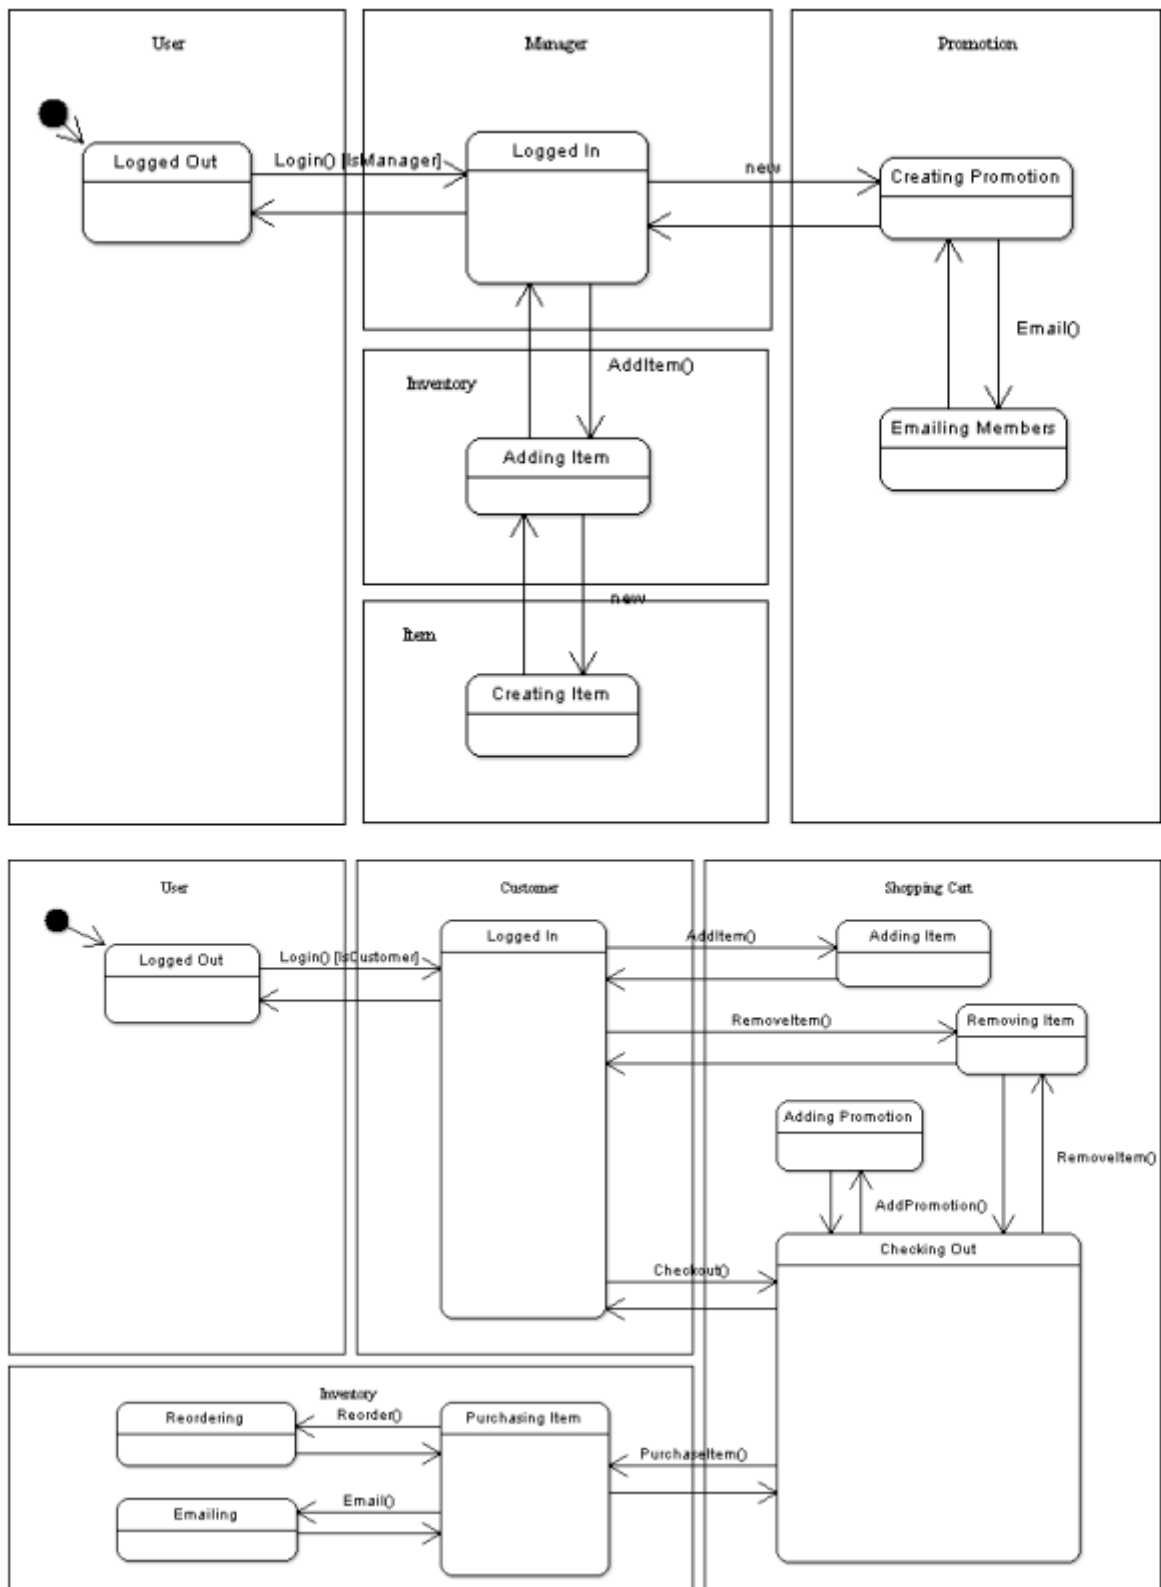 User
Manager
Promotion
Logged Out
Login() [IsManager]
Logged In
new
Creating Promotion
Email()
Inventory
AddItem()
Adding Item
Emailing Members
new
Item
Creating Item
User
Customer
Shopping Cart
Logged Out
Login() [IsCustomer]
Logged In
AddItem()
Adding Item
RemoveItem()
Removing Item
Adding Promotion
RemoveItem()
AddPromotion()
Checking Out
Checkout()
Inventory
Reordering
Reorder()
Purchasing Item
PurchaseItem()
Emailing
Email()